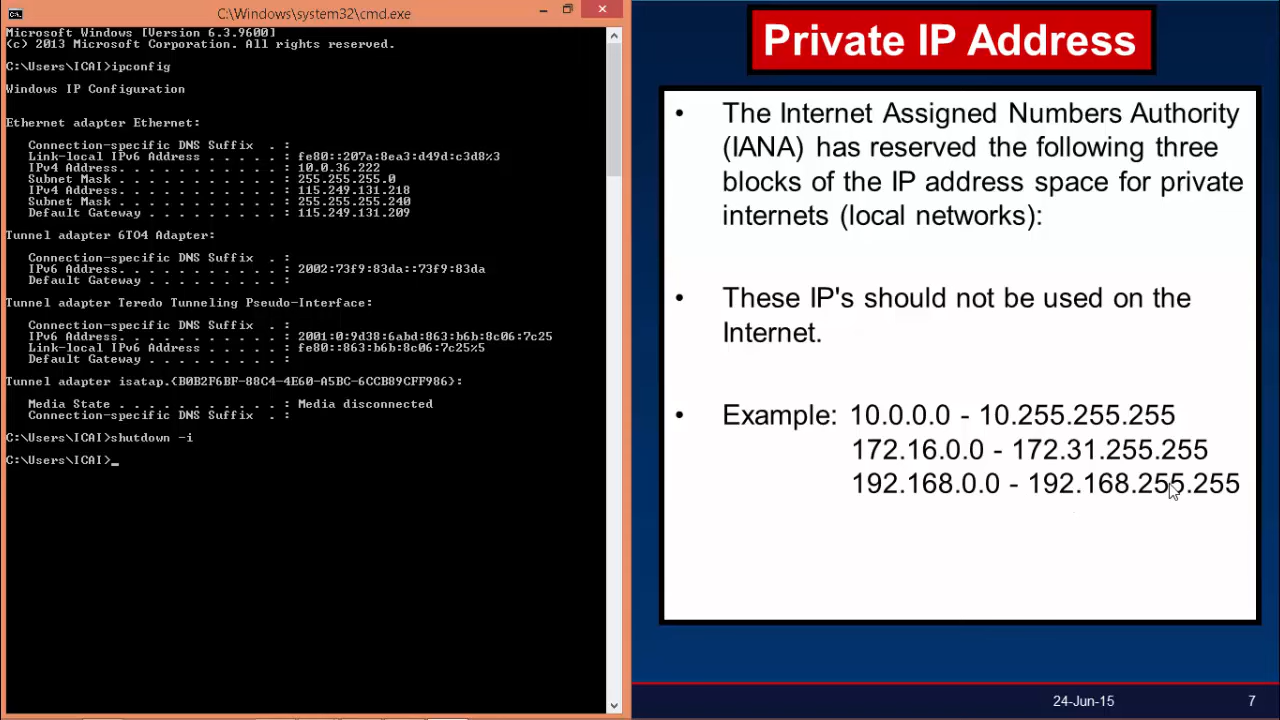 C:\Windows\system32\cmd.exe
Microsoft Windows [Version 6.3.9600]
(c) 2013 Microsoft Corporation. All rights reserved.
C:\Users\ICAI>ipconfig
Windows IP Configuration
Ethernet adapter Ethernet:
Connection-specific DNS Suffix . :
Link-local IPv6 Address . . . . . : fe80::207a:8ea3:d49d:c3d8%3
IPv4 Address. . . . . . . . . . . : 10.0.36.222
Subnet Mask . . . . . . . . . . . : 255.255.255.0
IPv4 Address. . . . . . . . . . . : 115.249.131.218
Subnet Mask . . . . . . . . . . . : 255.255.255.240
Default Gateway . . . . . . . . . : 115.249.131.209
Tunnel adapter 6TO4 Adapter:
Connection-specific DNS Suffix . :
IPv6 Address. . . . . . . . . . . : 2002:73f9:83da::73f9:83da
Default Gateway . . . . . . . . . :
Tunnel adapter Teredo Tunneling Pseudo-Interface:
Connection-specific DNS Suffix . :
IPv6 Address. . . . . . . . . . . : 2001:0:9d38:6abd:863:b6b:8c06:7c25
Link-local IPv6 Address . . . . . : fe80::863:b6b:8c06:7c25%5
Default Gateway . . . . . . . . . :
Tunnel adapter isatap.{B0B2F6BF-88C4-4E60-A5BC-6CCB89CFF986}:
Media State . . . . . . . . . . . : Media disconnected
Connection-specific DNS Suffix . :
C:\Users\ICAI>shutdown -i
C:\Users\ICAI>_
Private IP Address
• The Internet Assigned Numbers Authority
(IANA) has reserved the following three
blocks of the IP address space for private
internets (local networks):
• These IP's should not be used on the
Internet.
• Example: 10.0.0.0 - 10.255.255.255
172.16.0.0 - 172.31.255.255
192.168.0.0 - 192.168.255.255
24-Jun-15
7